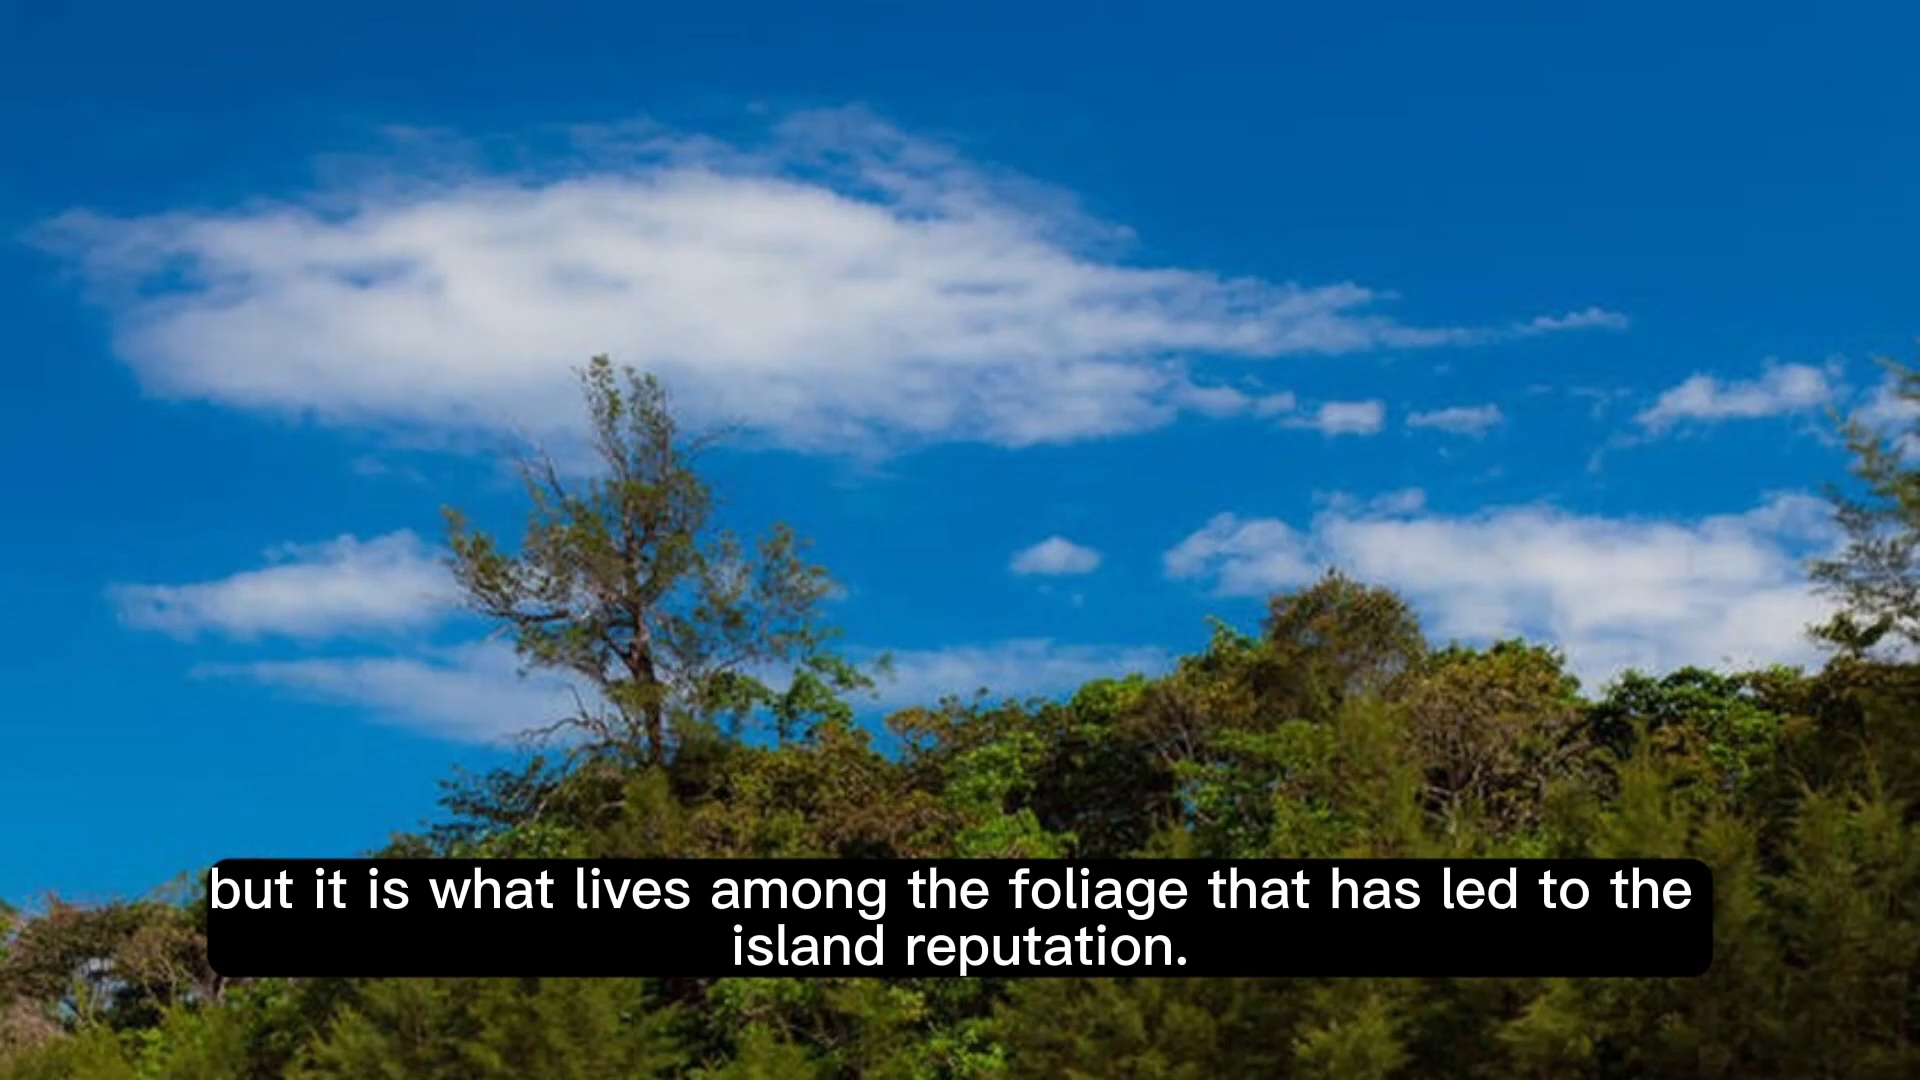 but it is what lives among the foliage that has led to the
island reputation.